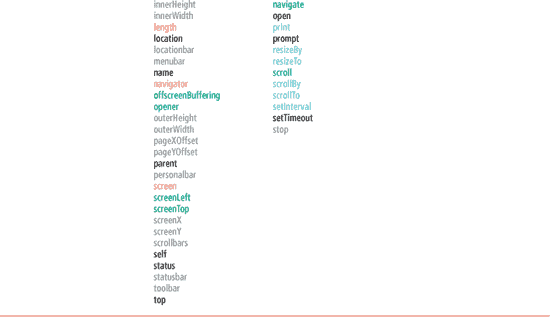 innerHeight
innerWidth
length
location
locationbar
menubar
name
navigator
offscreenBuffering
opener
outerHeight
outerWidth
pageXOffset
pageYOffset
parent
personalbar
screen
screenLeft
screenTop
screenX
screenY
scrollbars
self
status
statusbar
toolbar
top
navigate
open
print
prompt
resizeBy
resizeTo
scroll
scrollBy
scrollTo
setInterval
setTimeout
stop